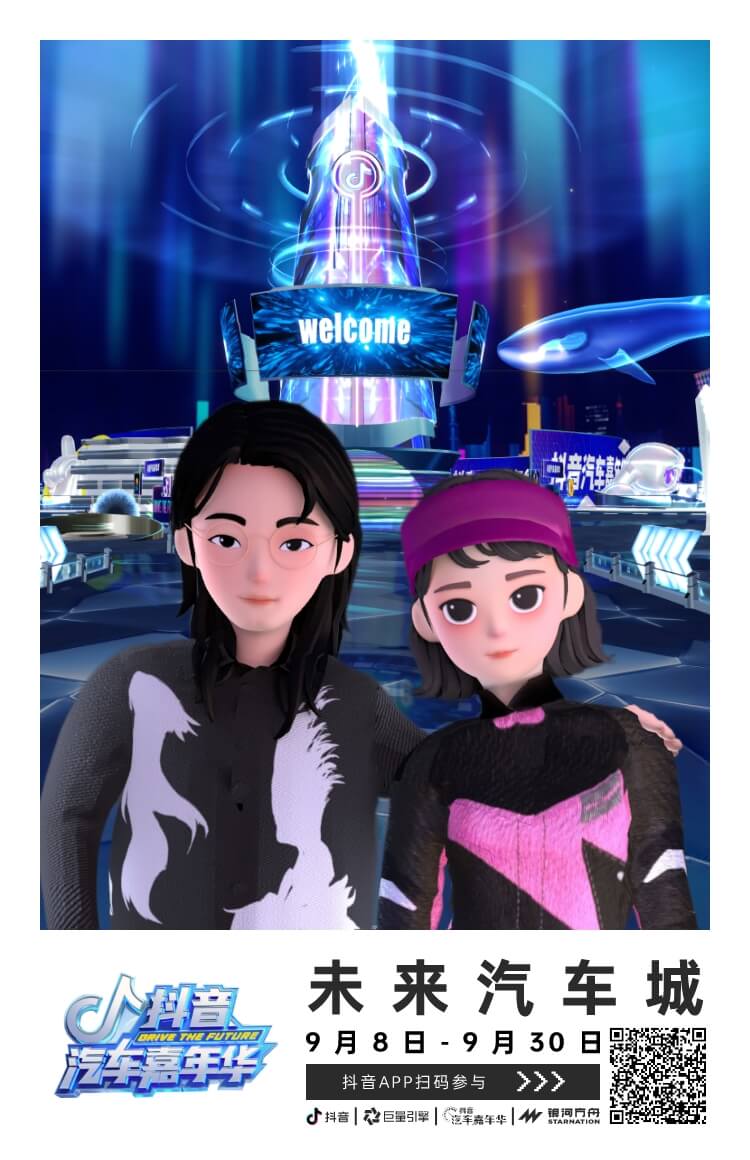 welcome
抖音汽车嘉年
未来汽车城
9月8日-9月30日
抖音APP扫码参与
抖音
DRIVE THE FUTURE
汽车嘉年华
抖音 | 巨量引擎 | 抖音汽车嘉年华 | 银河方舟 STARNATION